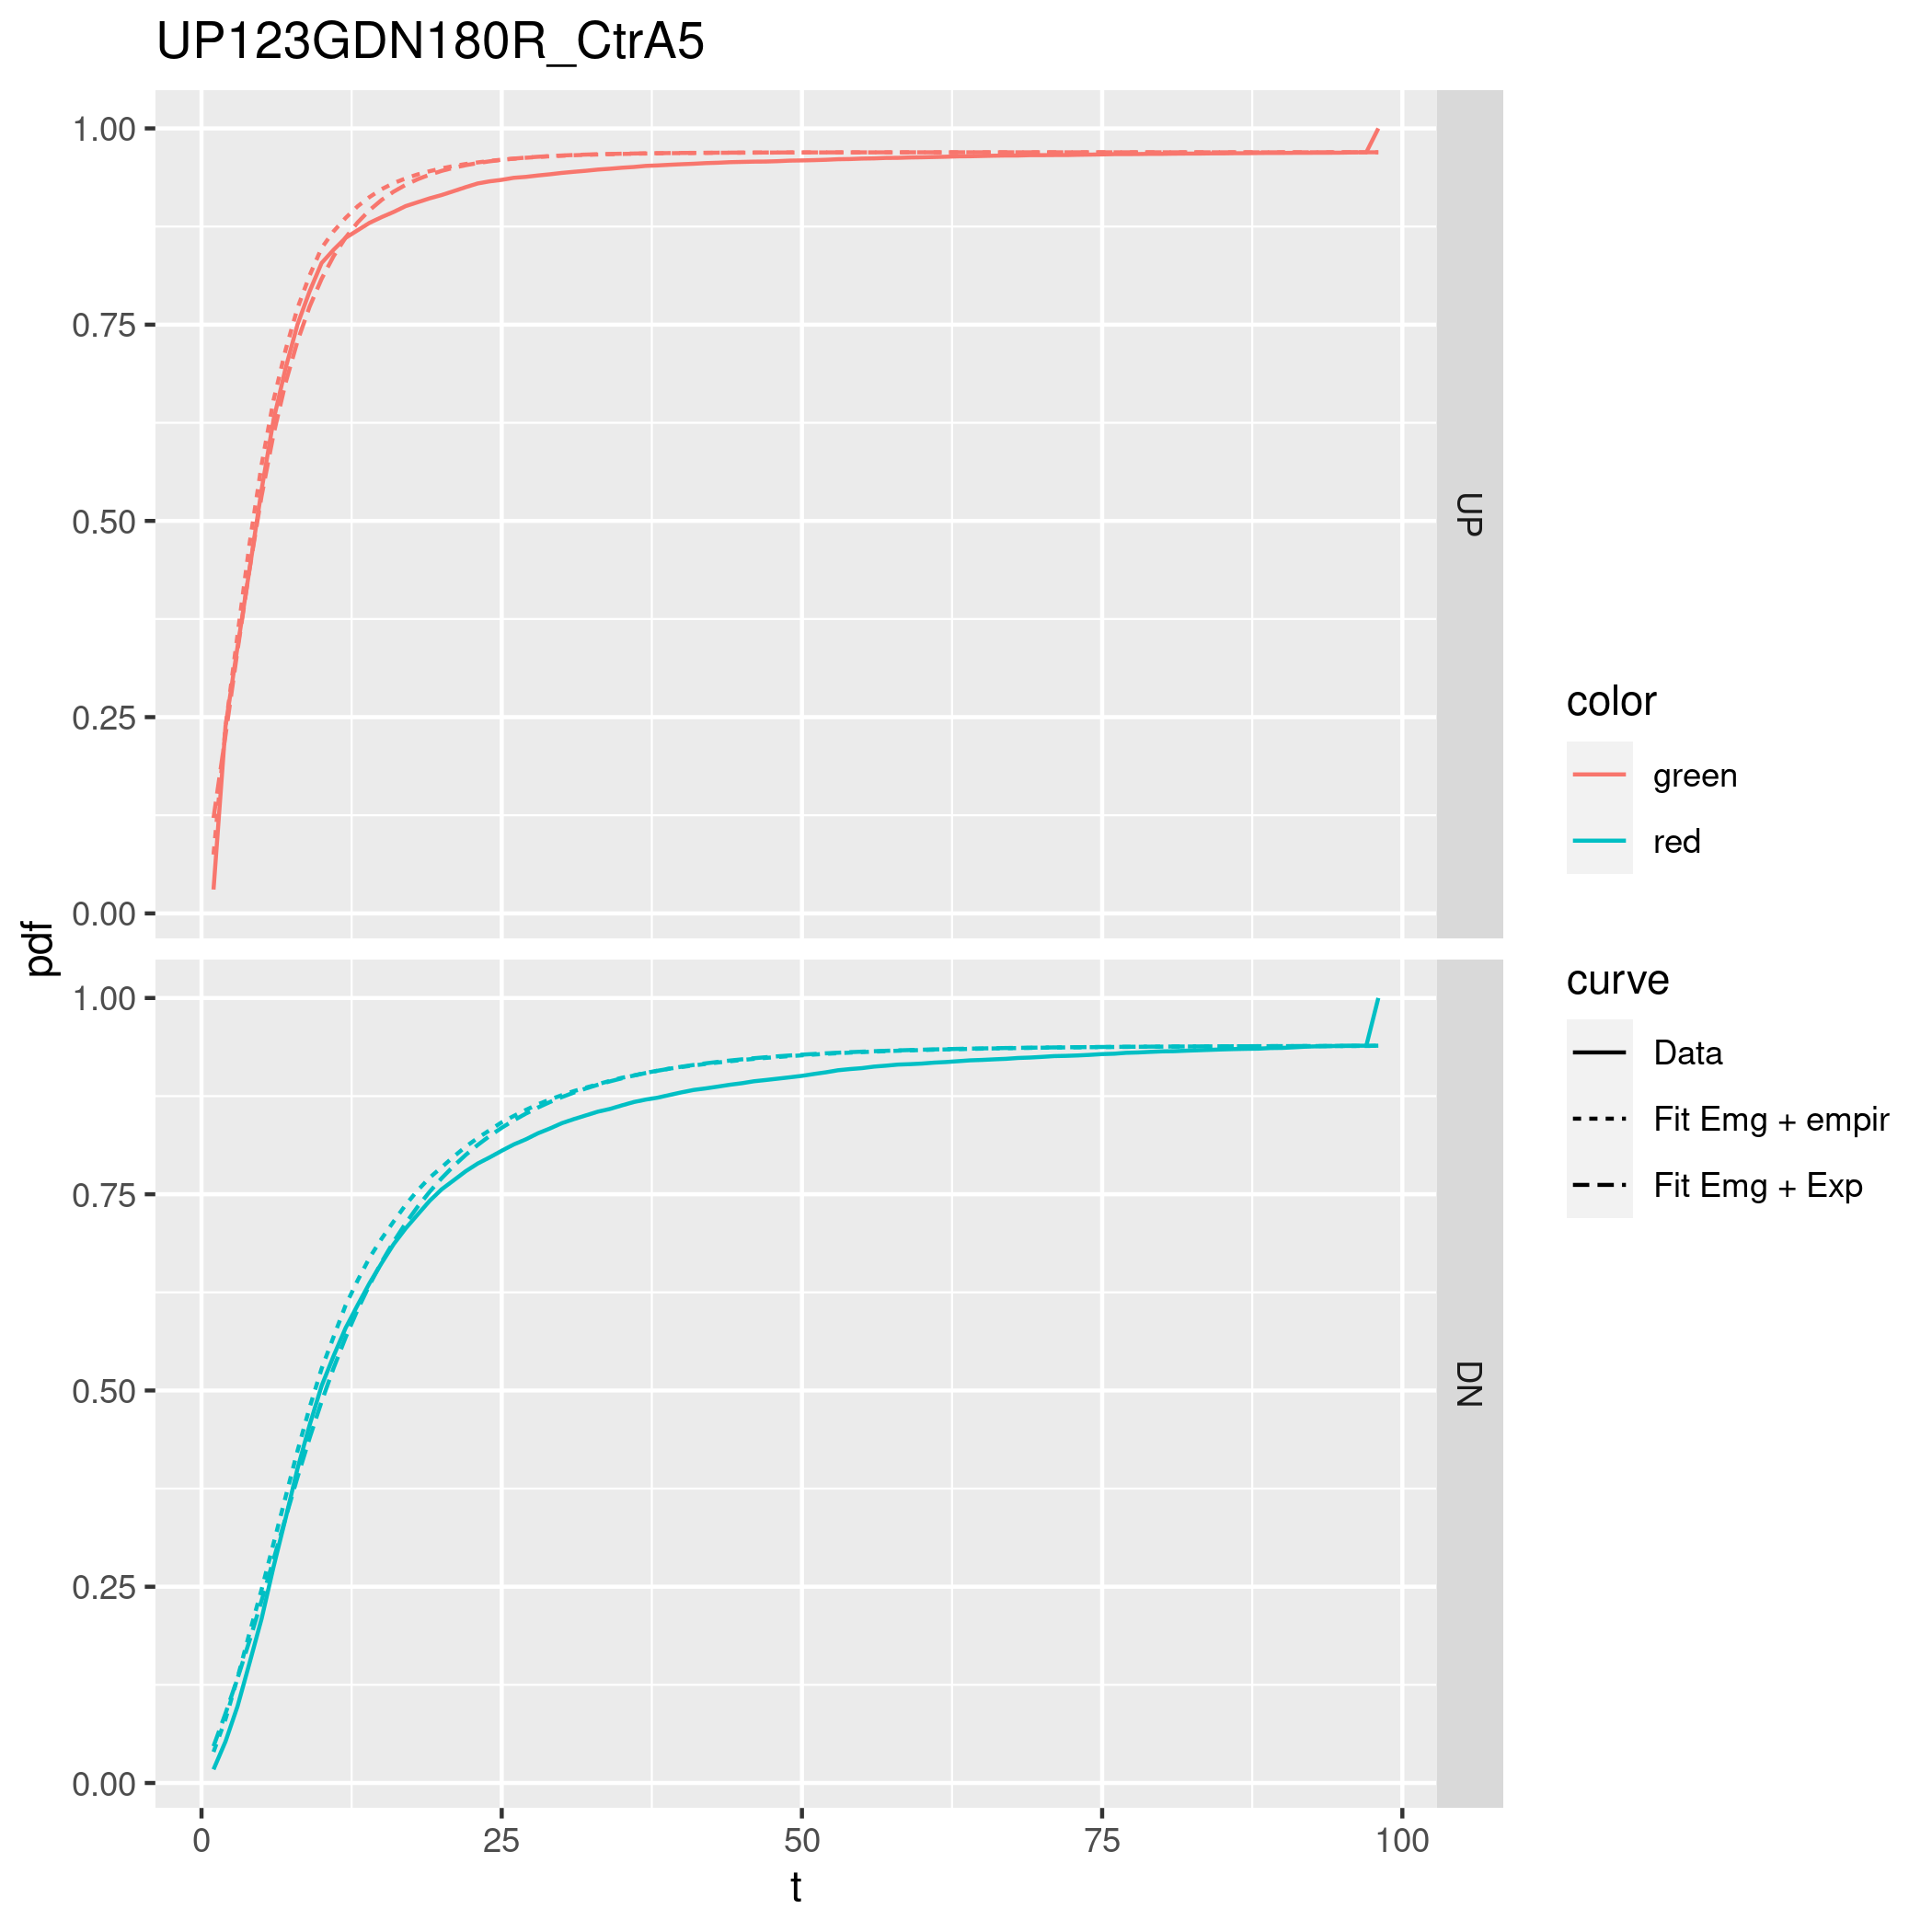 UP123GDN180R_CtrA5
1.00
0.75
0.50
0.25
0.00
UP
pdf
1.00
0.75
0.50
0.25
0.00
DN
0 25 50 75 100
t
color
green
red
curve
Data
Fit Emg + empir
Fit Emg + Exp